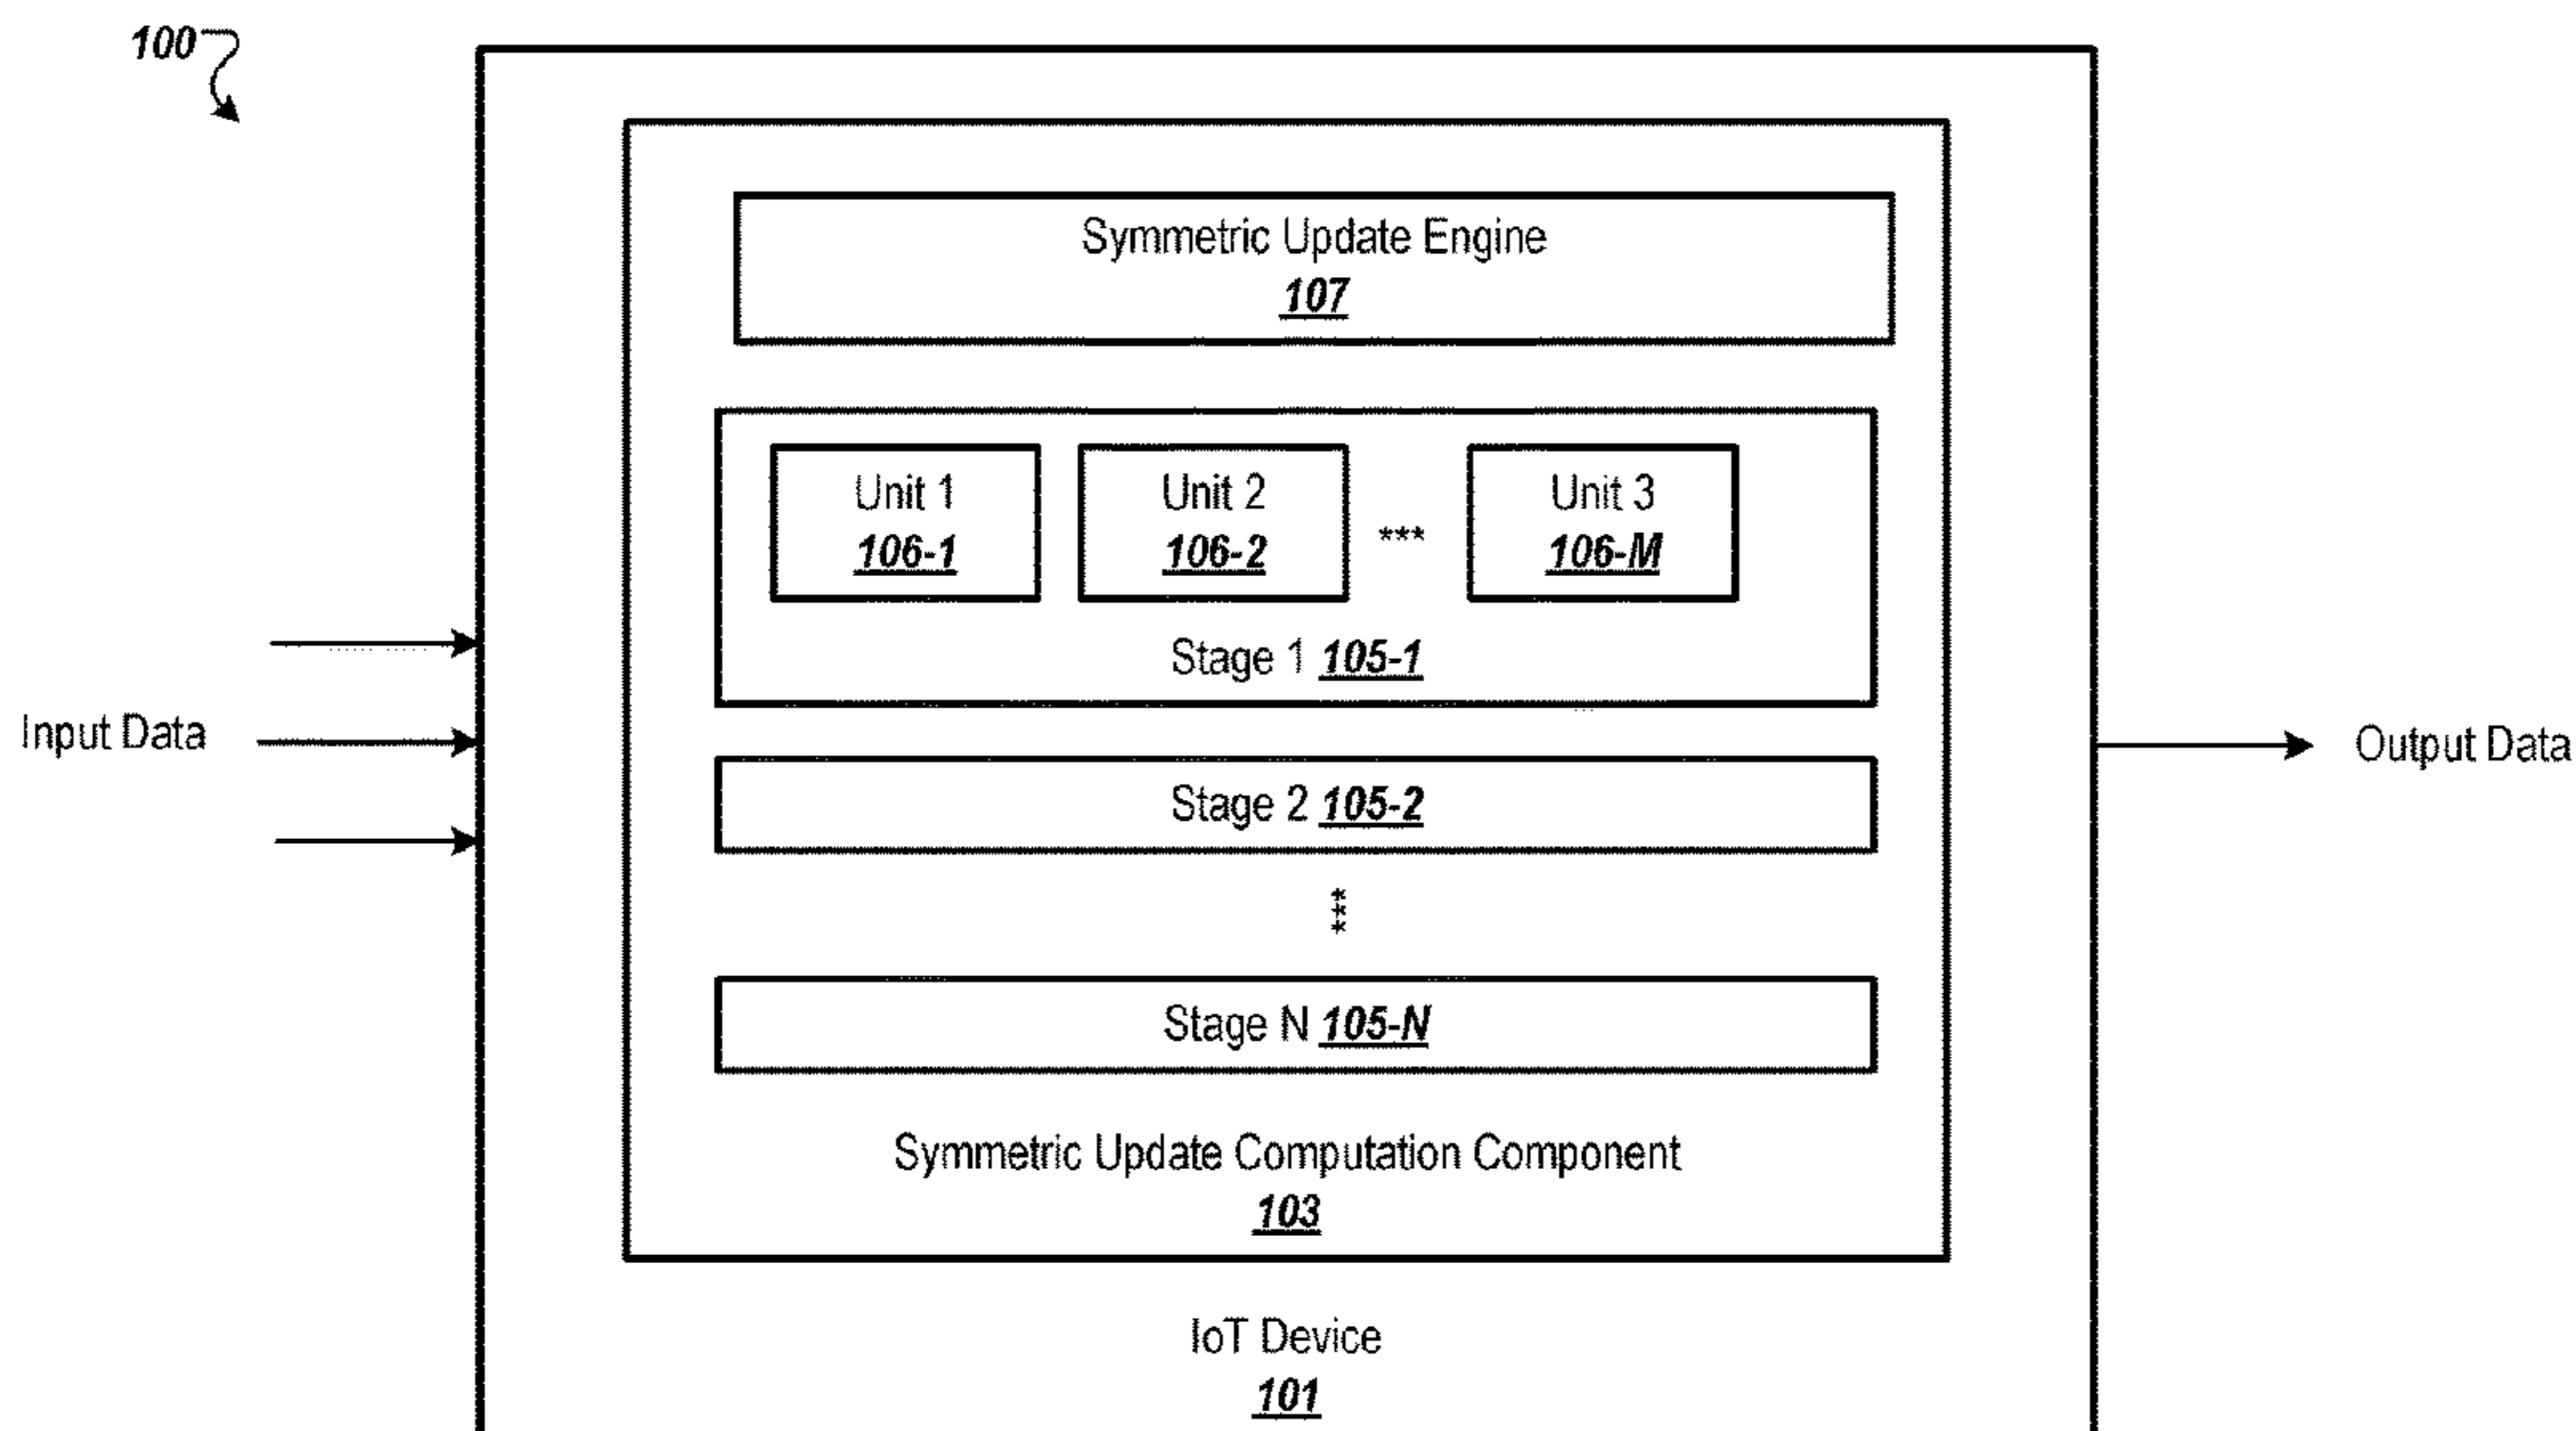 100
Symmetric Update Engine
107
Unit 1
106-1
Unit 2
106-2
***
Unit 3
106-M
Stage 1 105-1
Input Data
Output Data
Stage 2 105-2
***
Stage N 105-N
Symmetric Update Computation Component
103
IoT Device
101